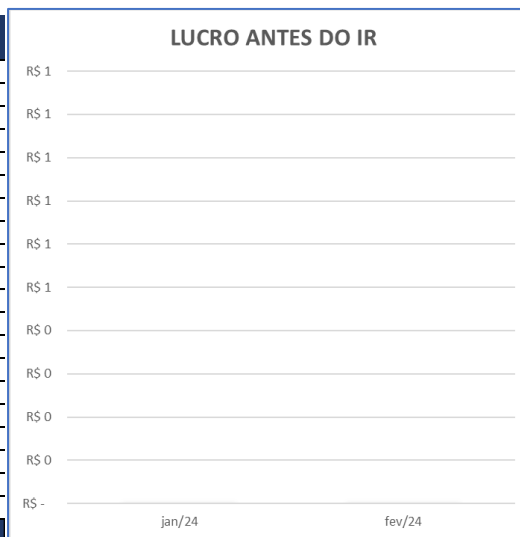 LUCRO ANTES DO IR
R$ 1
R$ 1
R$ 1
R$ 1
R$ 1
R$ 1
R$ 0
R$ 0
R$ 0
R$ 0
R$ -
jan/24 fev/24